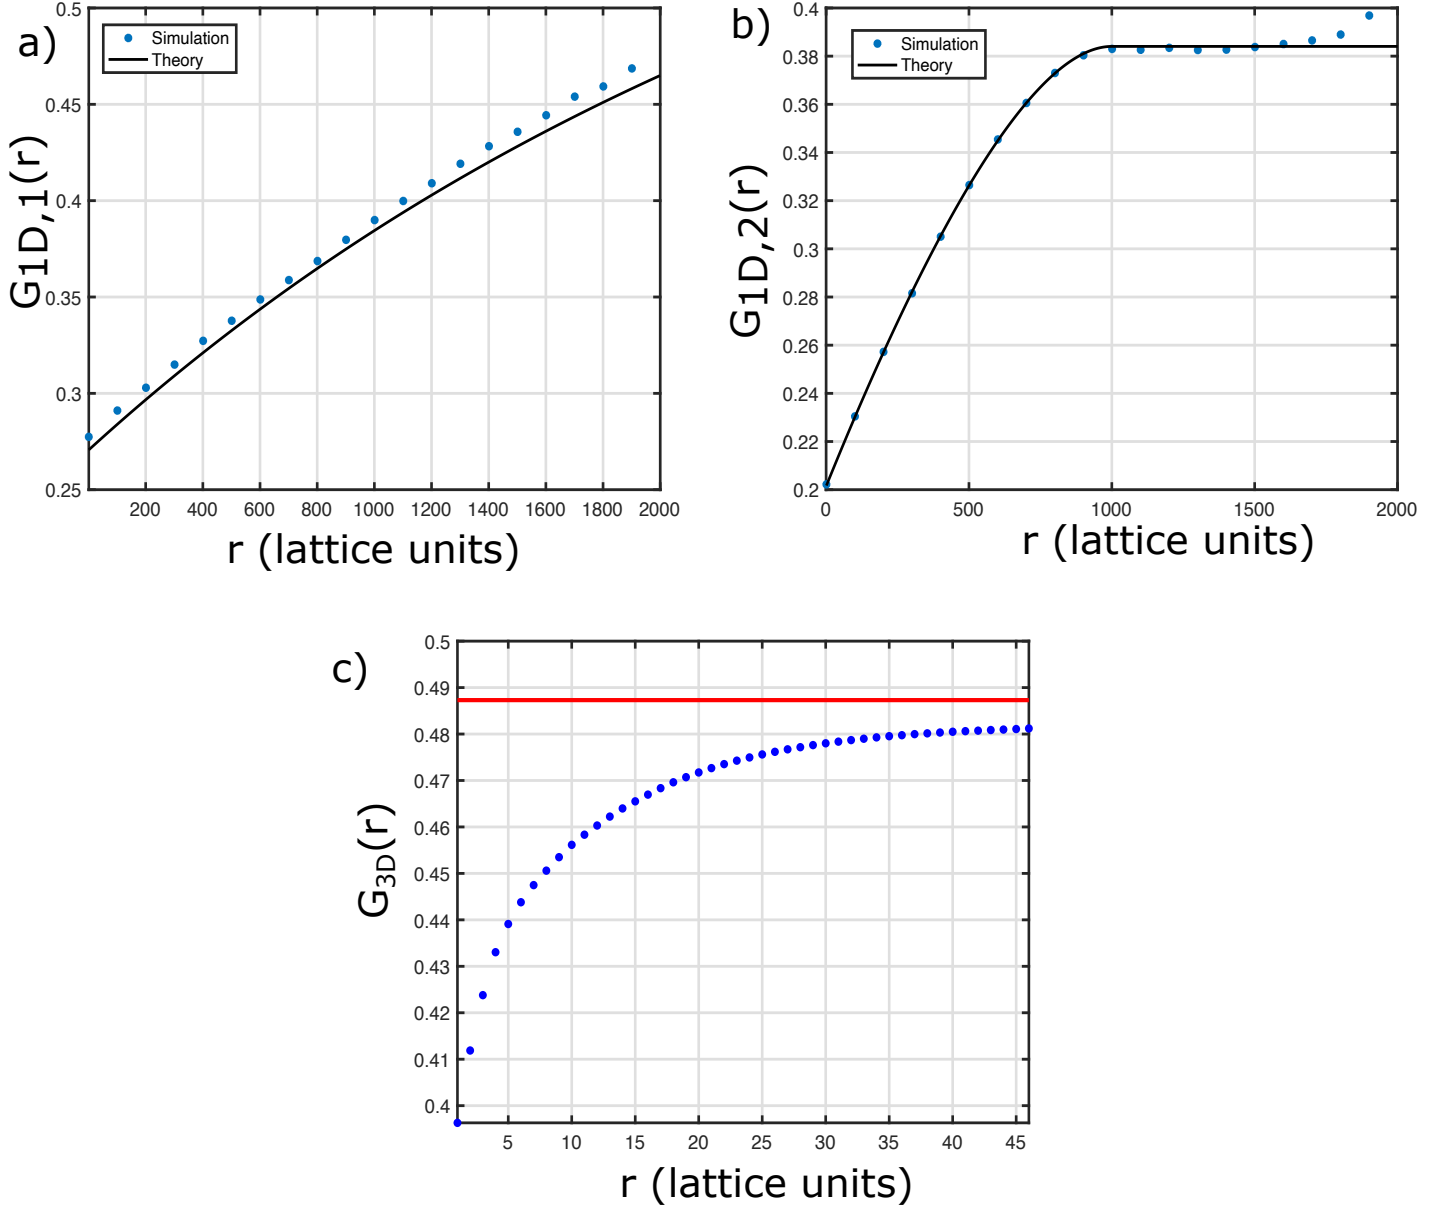 a)
G1D,1(r)
0.5
0.45
0.4
0.35
0.3
0.25
Simulation
Theory
200 400 600 800 1000 1200 1400 1600 1800 2000
r (lattice units)
b)
G1D,2(r)
0.4
0.38
0.36
0.34
0.32
0.3
0.28
0.26
0.24
0.22
0.2
Simulation
Theory
0 500 1000 1500 2000
r (lattice units)
c)
G3D(r)
0.5
0.49
0.48
0.47
0.46
0.45
0.44
0.43
0.42
0.41
0.4
5 10 15 20 25 30 35 40 45
r (lattice units)